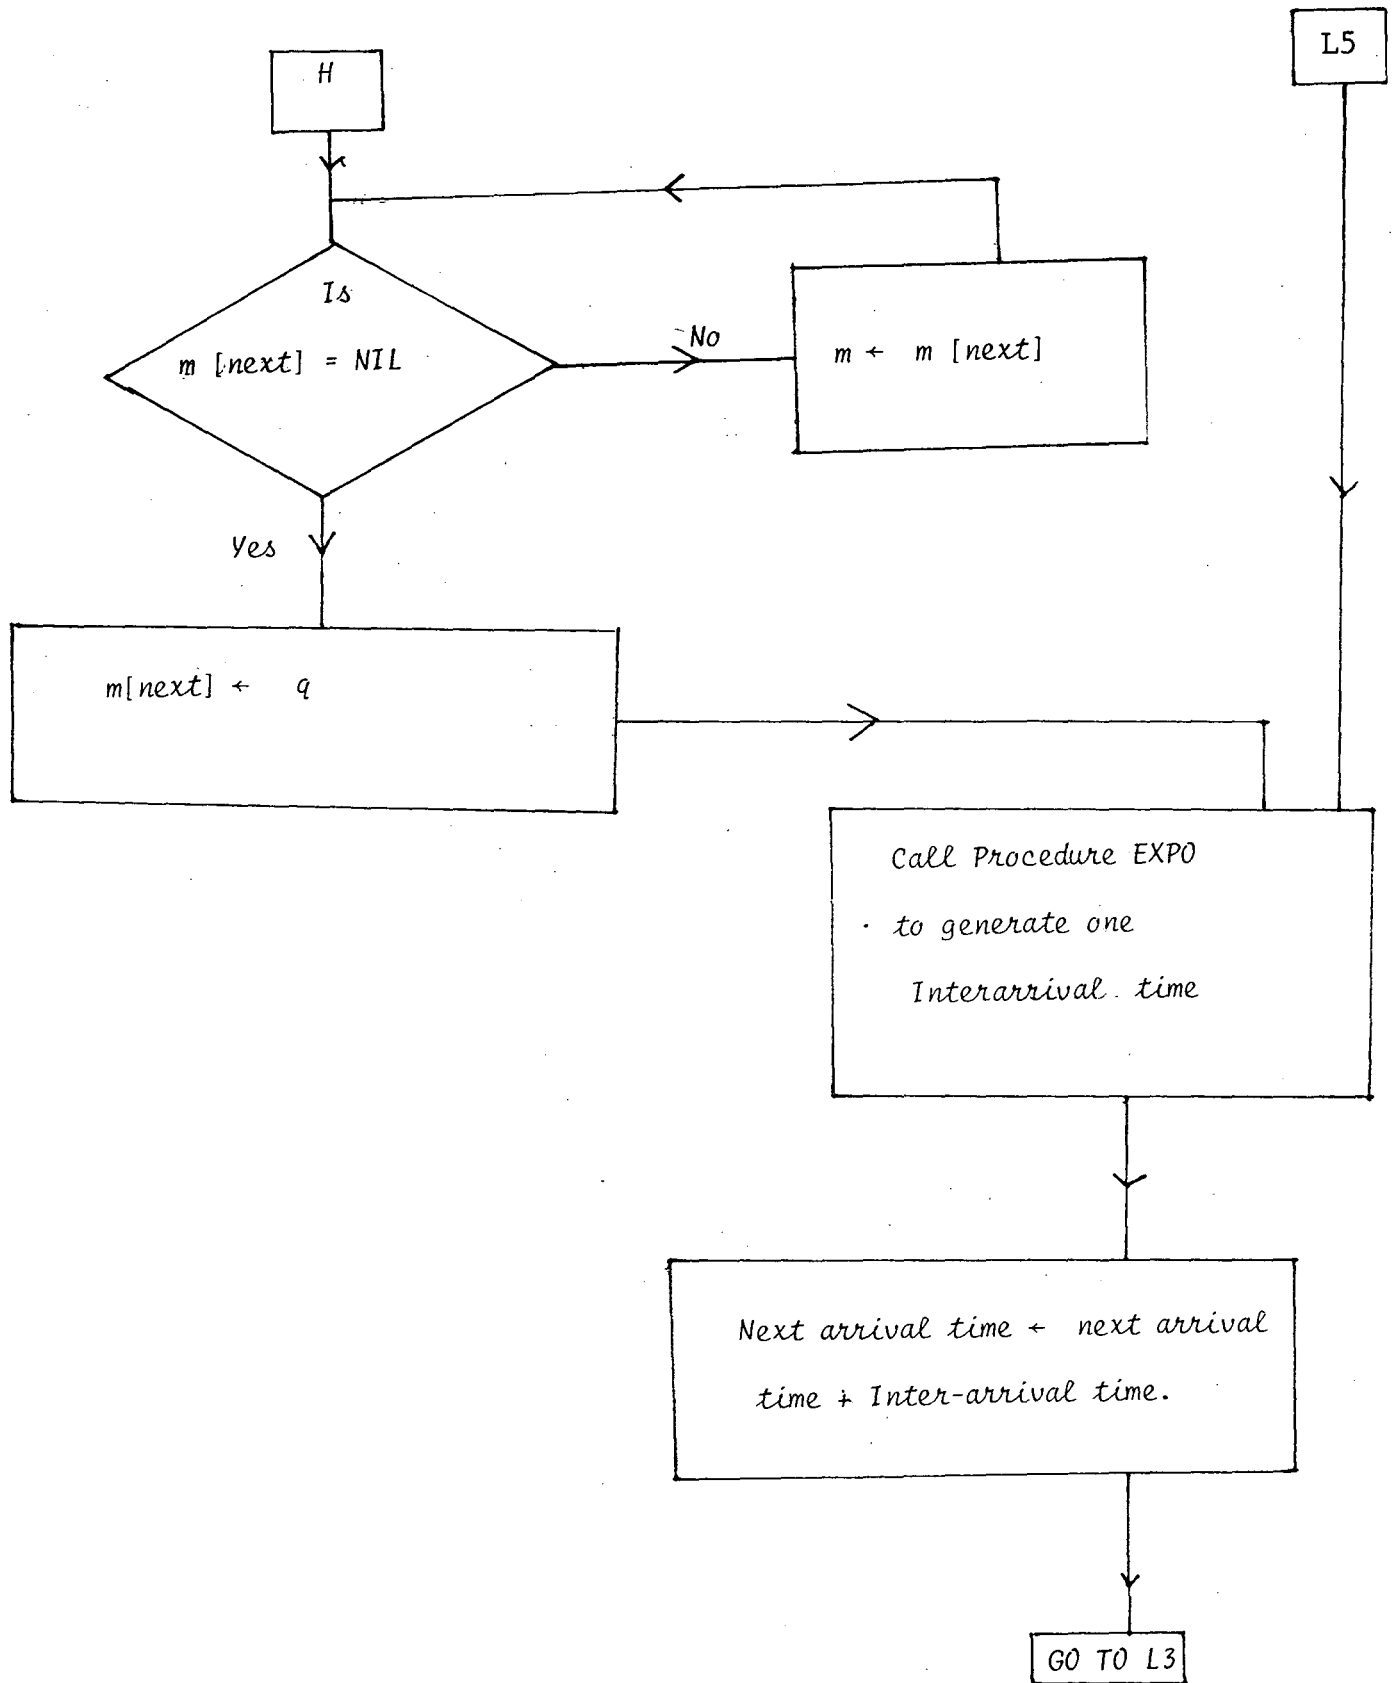 L5
H
Is
m [next] = NIL
No
m ← m [next]
Yes
m[next] ← q
Call Procedure EXPO
to generate one
Interarrival time
Next arrival time ← next arrival
time + Inter-arrival time.
GO TO L3